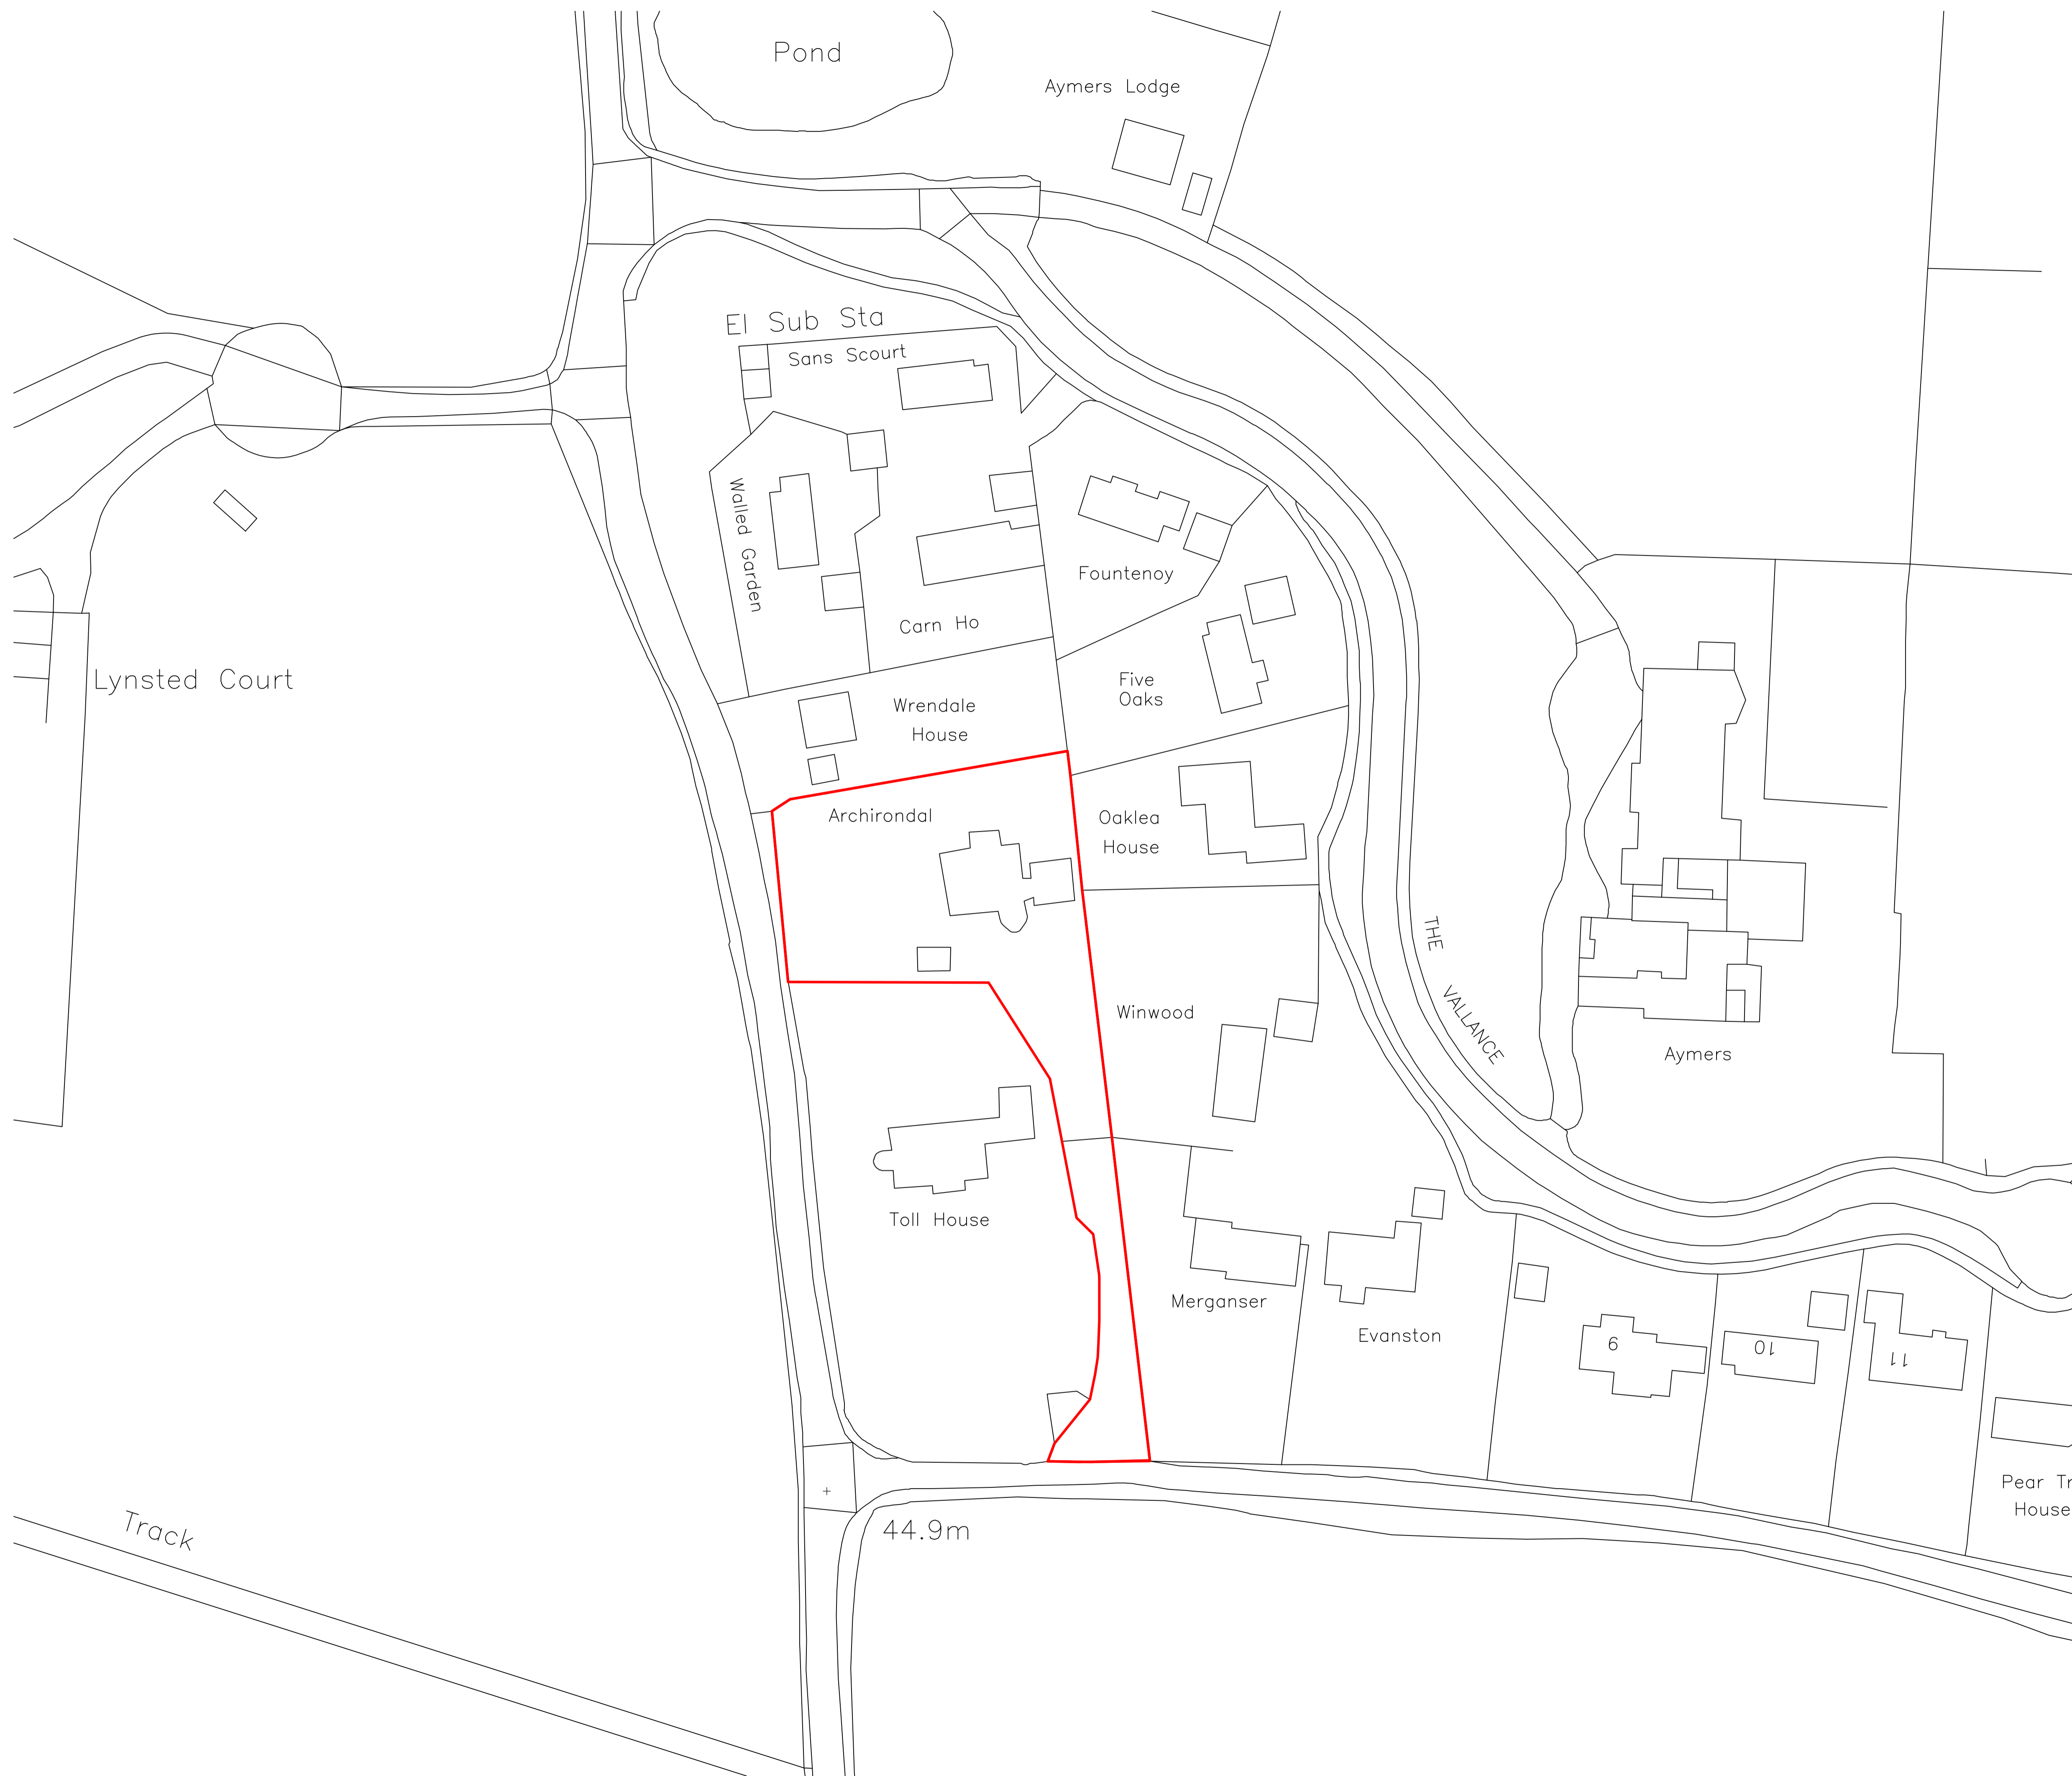 Pond
Aymers Lodge
El Sub Sta
Sans Scourt
Walled Garden
Fountenoy
Carn Ho
Lynsted Court
Five
Oaks
Wrendale
House
Archirondal
Oaklea
House
THE VALLANCE
Winwood
Aymers
Toll House
Merganser
Evanston
9
10
11
Pear Tr
House
Track
44.9m